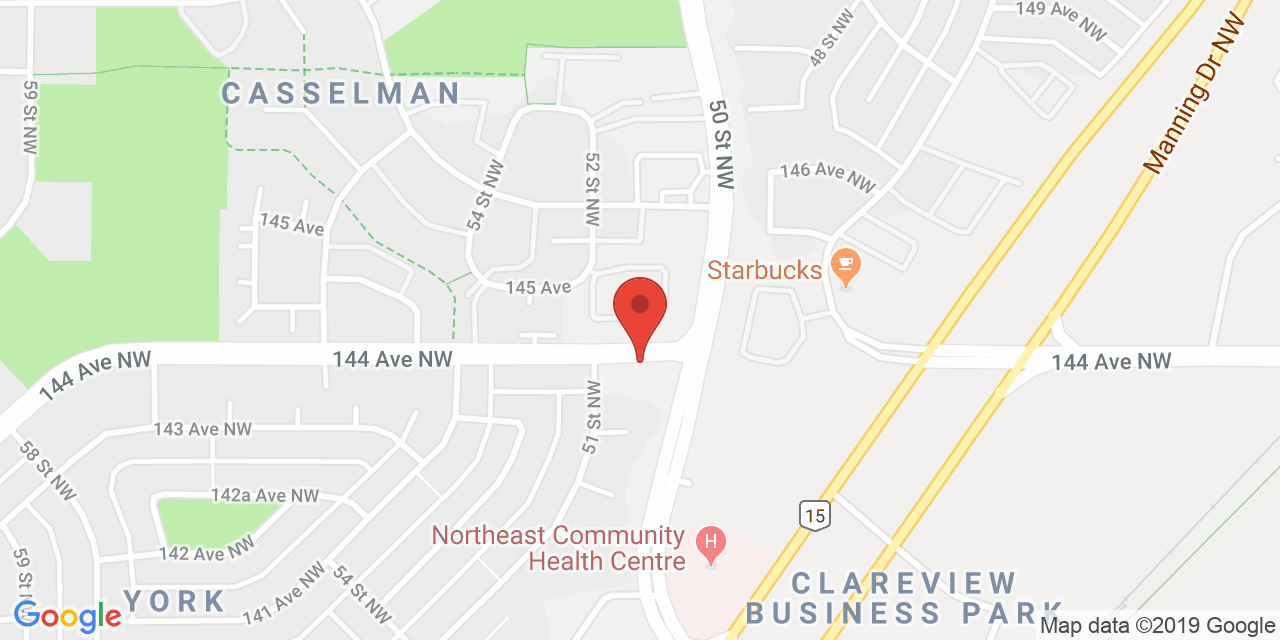 149 Ave NW
48 St NW
Manning Dr NW
59 St NW
CASSELMAN
50 St NW
52 St NW
54 St NW
146 Ave NW
145 Ave
Starbucks
145 Ave
144 Ave NW
144 Ave NW
144 Ave NW
51 St NW
143 Ave NW
58 St NW
142a Ave NW
15
Northeast Community
Health Centre
H
142 Ave NW
59 St NW
54 St NW
141 Ave NW
YORK
CLAREVIEW
BUSINESS PARK
Google
Map data ©2019 Google